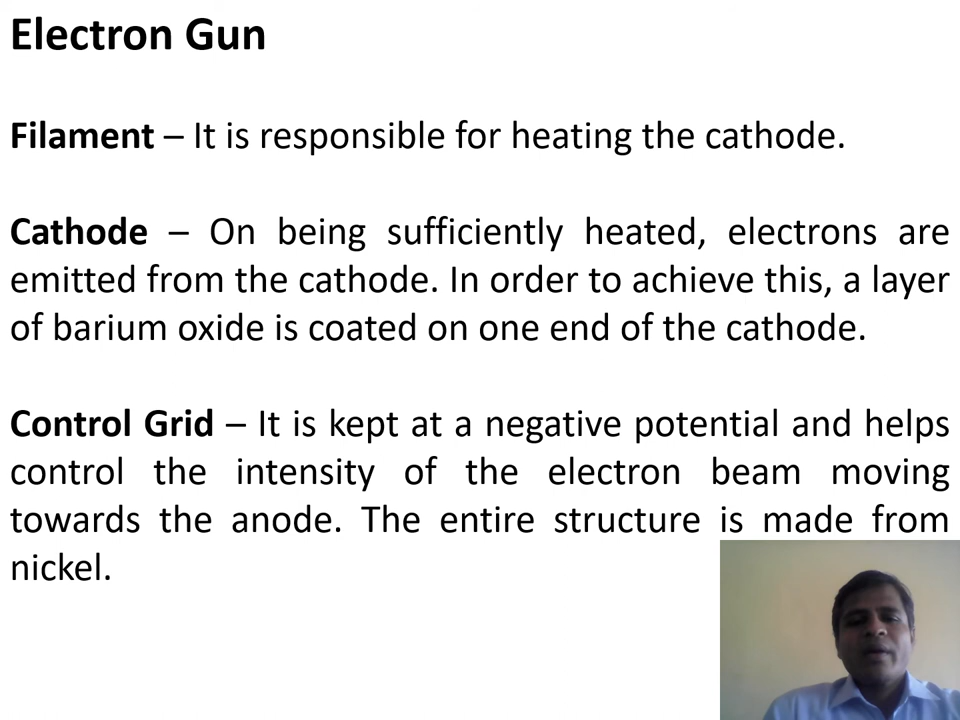 Electron Gun
Filament – It is responsible for heating the cathode.
Cathode – On being sufficiently heated, electrons are
emitted from the cathode. In order to achieve this, a layer
of barium oxide is coated on one end of the cathode.
Control Grid – It is kept at a negative potential and helps
control the intensity of the electron beam moving
towards the anode. The entire structure is made from
nickel.